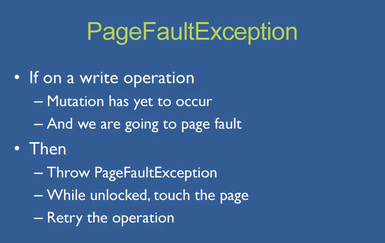 PageFaultException
• If on a write operation
– Mutation has yet to occur
– And we are going to page fault
• Then
– Throw PageFaultException
– While unlocked, touch the page
– Retry the operation